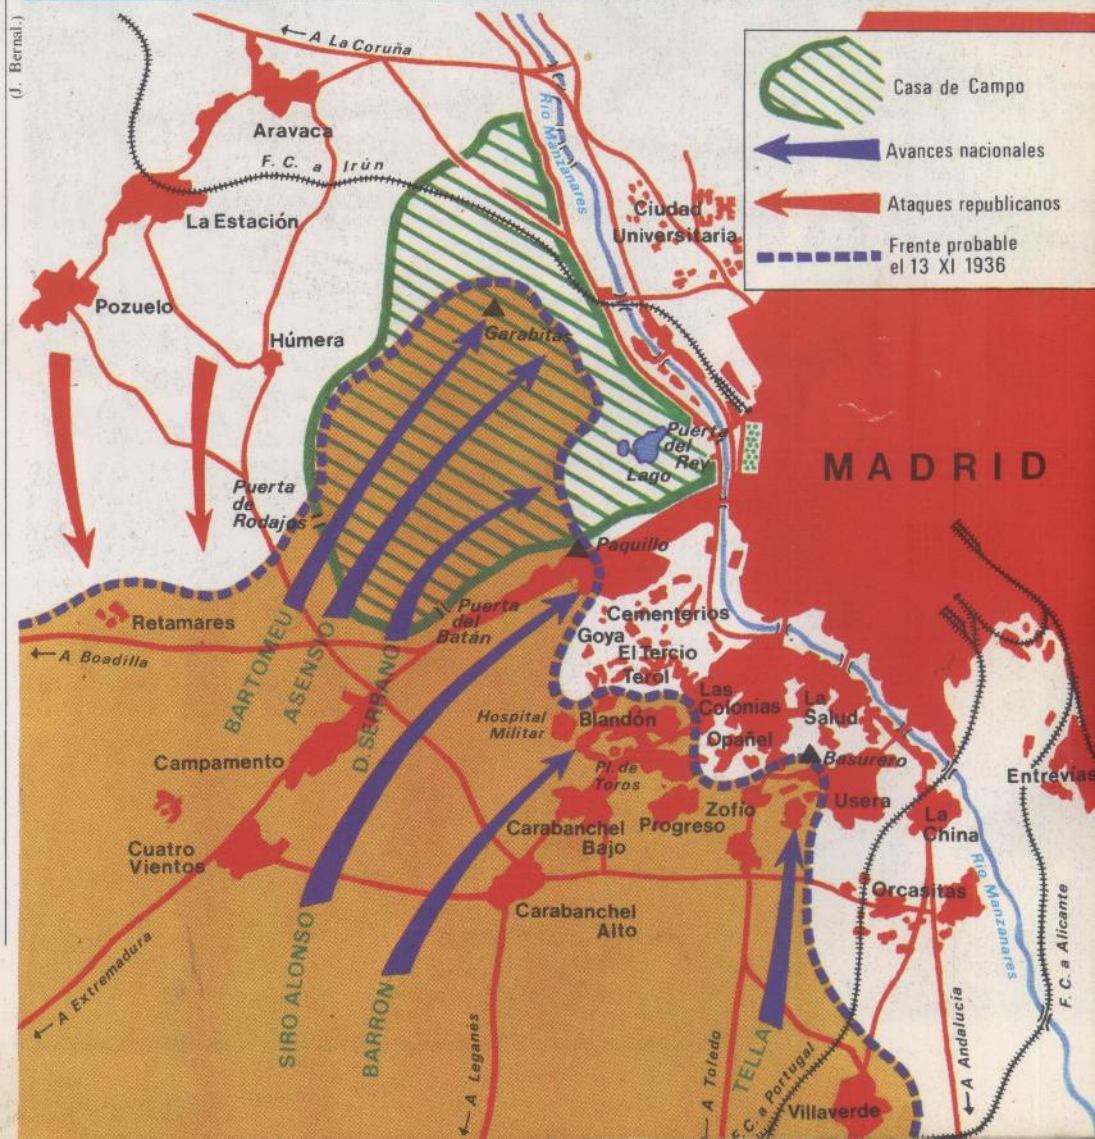 (J. Bernal.)
← A La Coruña
Casa de Campo
Avances nacionales
Ataques republicanos
Frente probable
el 13 XI 1936
Río Manzanares
Aravaca
F. C. a Irún
La Estación
Ciudad
Universitaria
Pozuelo
Húmera
Garabitas
Puerta
del
Rey
Lago
MADRID
Puerta
de
Rodajos
Paquillo
Retamares
Puerta
del
Batán
Cementerios
Goya
El Tercio
Terol
← A Boadilla
BARTOMEU
ASENSIO
D SERRANO
Las
Colonias
La
Salud
Hospital
Militar
Blandón
Opañel
Basurero
Campamento
Pl. de
Toros
Entrevías
Zofío
Usera
Carabanchel
Bajo
Progreso
La
China
Cuatro
Vientos
Río Manzanares
Orcasitas
Carabanchel
Alto
← A Extremadura
SIRO ALONSO
BARRON
← A Leganés
← A Toledo
TELLA
F.C. a Portugal
← A Andalucía
F. C. a Alicante
Villaverde